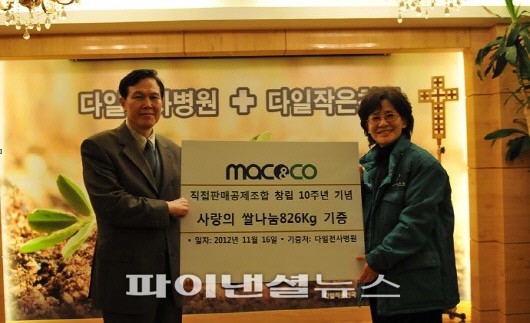 다일천사병원 ✚ 다일작은천
mac&co
직접판매공제조합 창립 10주년 기념
사랑의 쌀나눔826Kg 기증
• 일자: 2012년 11월 16일 • 기증처: 다일천사병원
파이낸셜뉴스